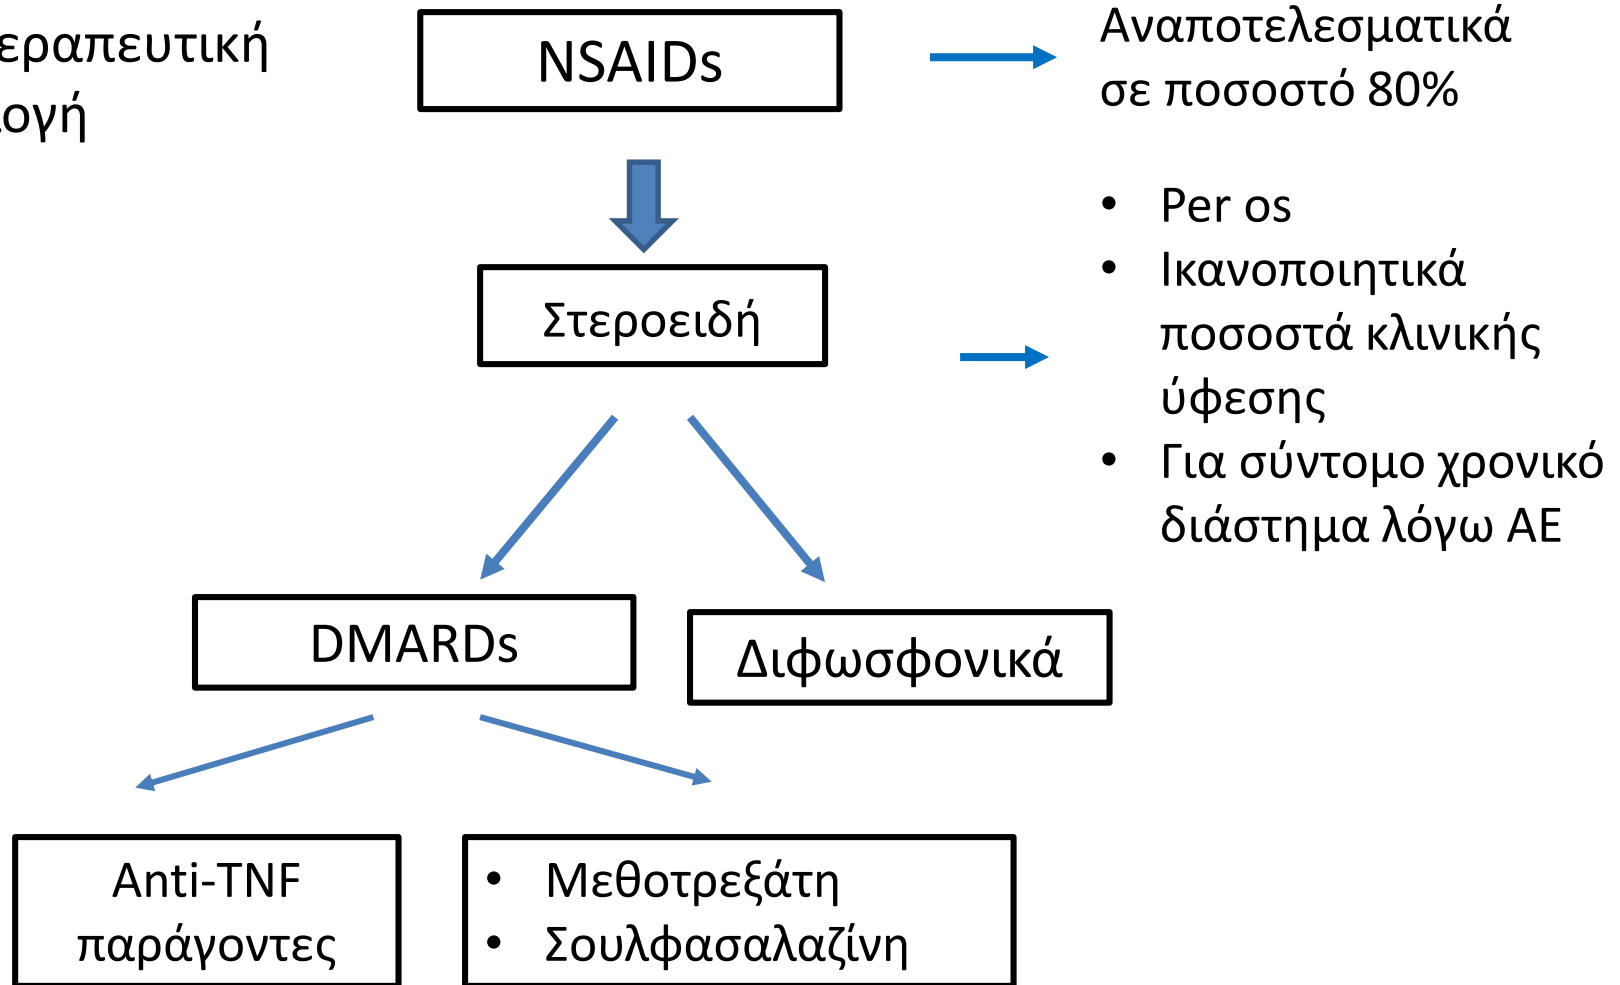 εραπευτική
ογή
NSAIDs
Αναποτελεσματικά
σε ποσοστό 80%
Στεροειδή
• Per os
• Ικανοποιητικά
ποσοστά κλινικής
ύφεσης
• Για σύντομο χρονικό
διάστημα λόγω ΑΕ
DMARDs
Διφωσφονικά
Anti-TNF
παράγοντες
• Μεθοτρεξάτη
• Σουλφασαλαζίνη